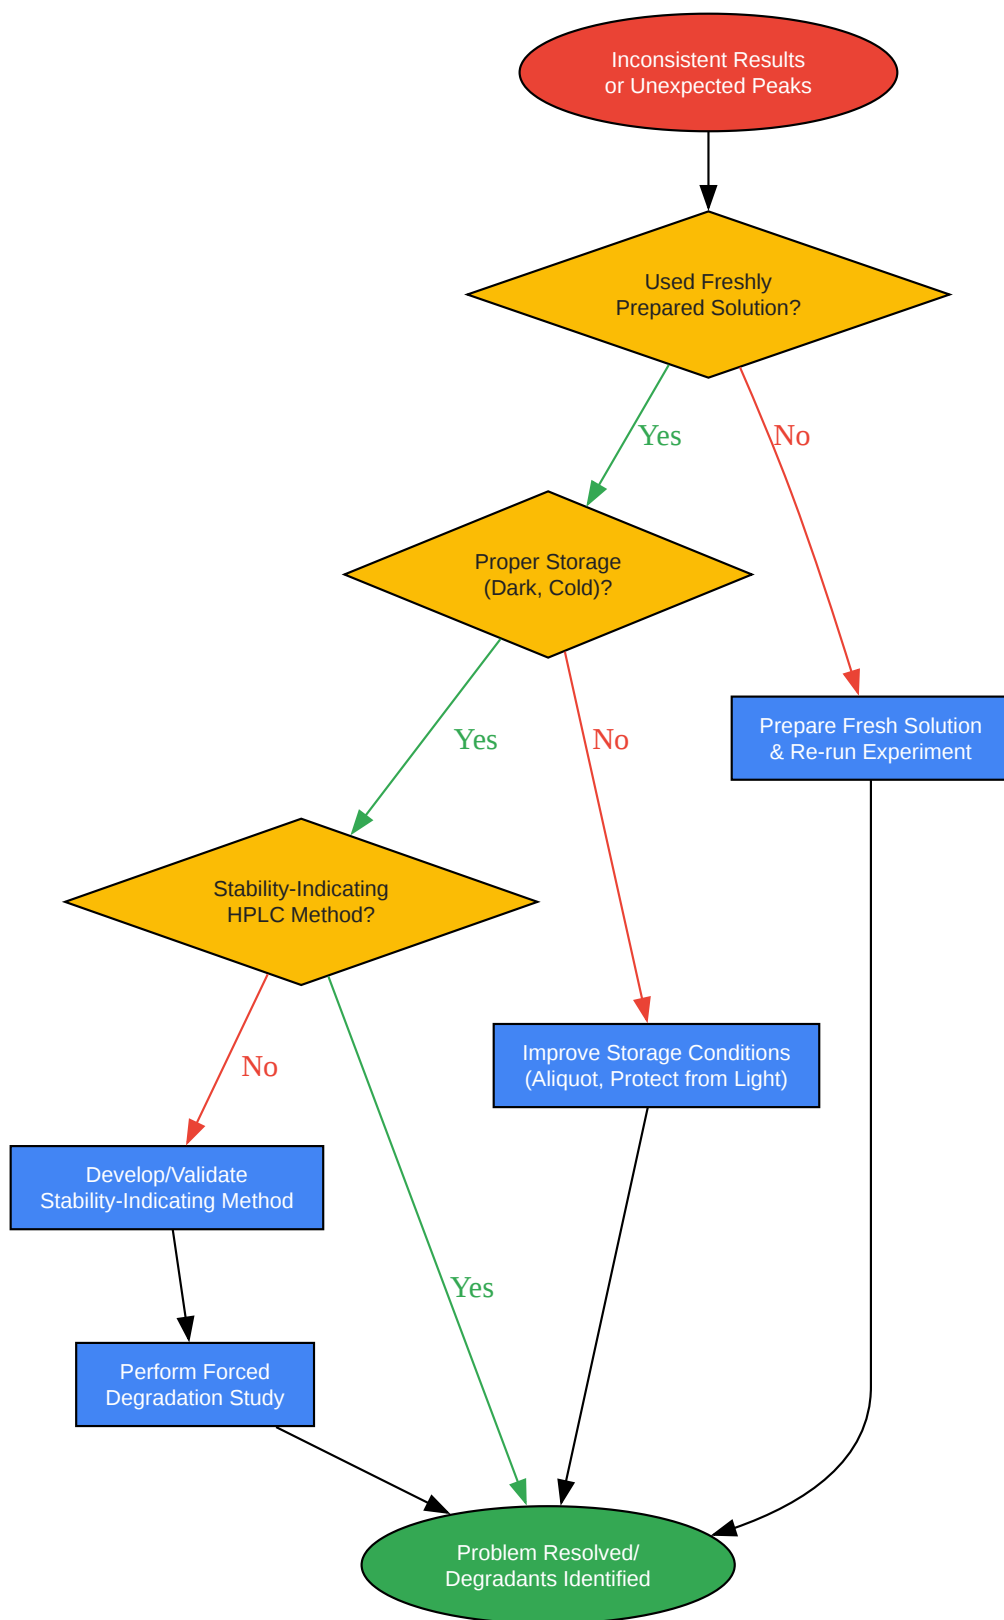 Inconsistent Results
or Unexpected Peaks
Used Freshly
Prepared Solution?
Yes
No
Proper Storage
(Dark, Cold)?
Yes
No
Prepare Fresh Solution
& Re-run Experiment
Stability-Indicating
HPLC Method?
No
Yes
Improve Storage Conditions
(Aliquot, Protect from Light)
Develop/Validate
Stability-Indicating Method
Perform Forced
Degradation Study
Problem Resolved/
Degradants Identified